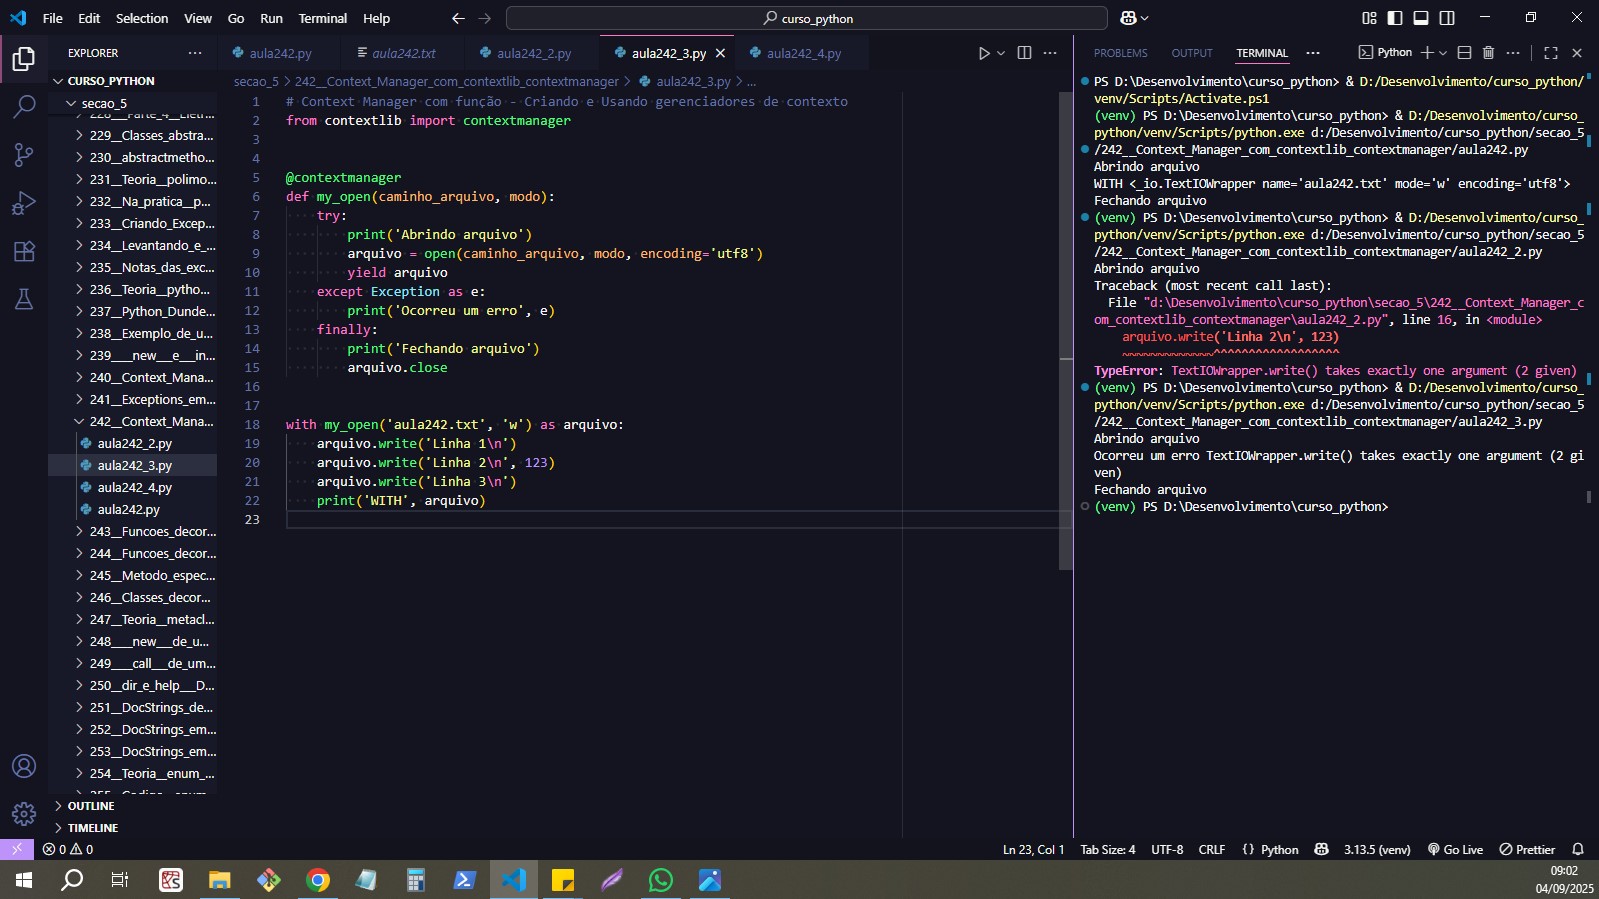 File Edit Selection View Go Run Terminal Help
curso_python
EXPLORER
CURSO_PYTHON
secao_5
229__Classes_abstra...
230__abstractmetho...
231__Teoria__polimo...
232__Na_pratica__p...
233__Criando_Excep...
234__Levantando_e_...
235__Notas_das_exc...
236__Teoria__pytho...
237__Python_Dunde...
238__Exemplo_de_u...
239___new__e__in...
240__Context_Mana...
241__Exceptions_em...
242__Context_Mana...
aula242_2.py
aula242_3.py
aula242_4.py
aula242.py
243__Funcoes_decor...
244__Funcoes_decor...
245__Metodo_espec...
246__Classes_decor...
247__Teoria__metacl...
248___new__de_u...
249___call__de_um...
250__dir_e_help__D...
251__DocStrings_de...
252__DocStrings_em...
253__DocStrings_em...
254__Teoria__enum_...
OUTLINE
TIMELINE
aula242.py aula242.txt aula242_2.py aula242_3.py aula242_4.py
secao_5 > 242__Context_Manager_com_contextlib_contextmanager > aula242_3.py > ...
1 # Context Manager com função - Criando e Usando gerenciadores de contexto
2 from contextlib import contextmanager
3
4
5 @contextmanager
6 def my_open(caminho_arquivo, modo):
7     try:
8         print('Abrindo arquivo')
9         arquivo = open(caminho_arquivo, modo, encoding='utf8')
10         yield arquivo
11     except Exception as e:
12         print('Ocorreu um erro', e)
13     finally:
14         print('Fechando arquivo')
15         arquivo.close
16
17
18 with my_open('aula242.txt', 'w') as arquivo:
19     arquivo.write('Linha 1\n')
20     arquivo.write('Linha 2\n', 123)
21     arquivo.write('Linha 3\n')
22     print('WITH', arquivo)
23
PROBLEMS OUTPUT TERMINAL ... Python
PS D:\Desenvolvimento\curso_python> & D:/Desenvolvimento/curso_python/
venv/Scripts/Activate.ps1
(venv) PS D:\Desenvolvimento\curso_python> & D:/Desenvolvimento/curso_
python/venv/Scripts/python.exe d:/Desenvolvimento/curso_python/secao_5
/242__Context_Manager_com_contextlib_contextmanager/aula242.py
Abrindo arquivo
WITH <_io.TextIOWrapper name='aula242.txt' mode='w' encoding='utf8'>
Fechando arquivo
(venv) PS D:\Desenvolvimento\curso_python> & D:/Desenvolvimento/curso_
python/venv/Scripts/python.exe d:/Desenvolvimento/curso_python/secao_5
/242__Context_Manager_com_contextlib_contextmanager/aula242_2.py
Abrindo arquivo
Traceback (most recent call last):
  File "d:\Desenvolvimento\curso_python\secao_5\242__Context_Manager_c
om_contextlib_contextmanager\aula242_2.py", line 16, in <module>
    arquivo.write('Linha 2\n', 123)
    ~~~~~~~~~~~~~^^^^^^^^^^^^^^^^^^
TypeError: TextIOWrapper.write() takes exactly one argument (2 given)
(venv) PS D:\Desenvolvimento\curso_python> & D:/Desenvolvimento/curso_
python/venv/Scripts/python.exe d:/Desenvolvimento/curso_python/secao_5
/242__Context_Manager_com_contextlib_contextmanager/aula242_3.py
Abrindo arquivo
Ocorreu um erro TextIOWrapper.write() takes exactly one argument (2 gi
ven)
Fechando arquivo
(venv) PS D:\Desenvolvimento\curso_python>
0 0 Ln 23, Col 1 Tab Size: 4 UTF-8 CRLF {} Python 3.13.5 (venv) Go Live Prettier
09:02
04/09/2025